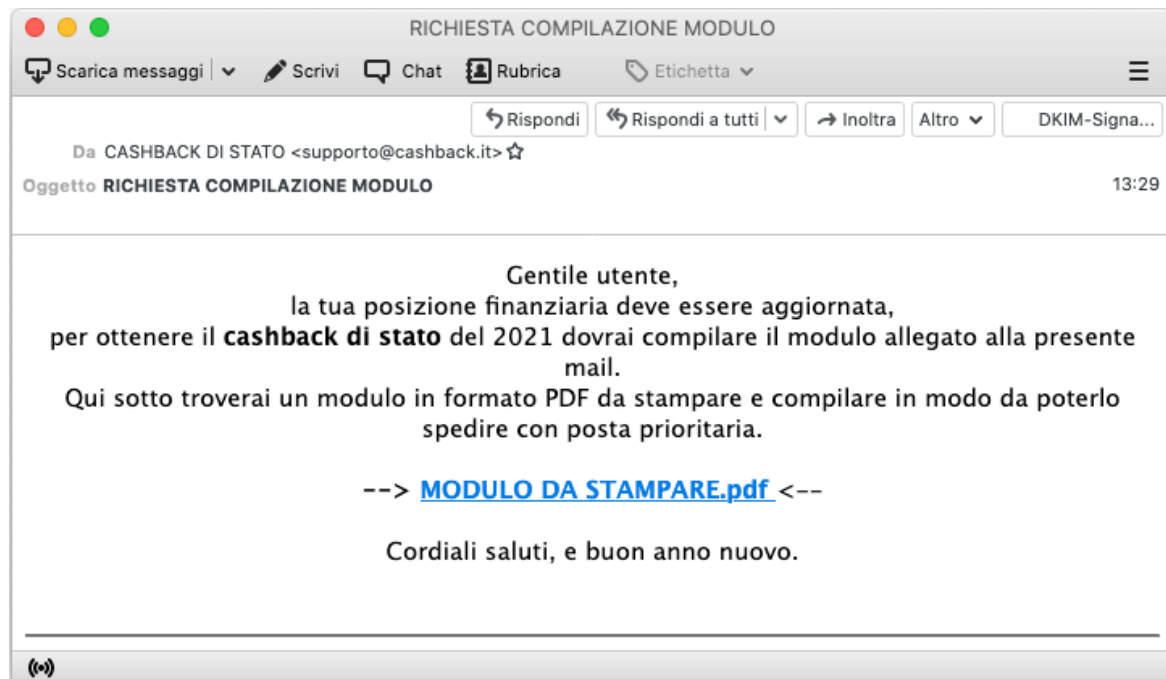 RICHIESTA COMPILAZIONE MODULO
Scarica messaggi Scrivi Chat Rubrica Etichetta
Rispondi Rispondi a tutti Inoltra Altro DKIM-Signa...
Da CASHBACK DI STATO <supporto@cashback.it>
Oggetto RICHIESTA COMPILAZIONE MODULO 13:29
Gentile utente,
la tua posizione finanziaria deve essere aggiornata,
per ottenere il cashback di stato del 2021 dovrai compilare il modulo allegato alla presente
mail.
Qui sotto troverai un modulo in formato PDF da stampare e compilare in modo da poterlo
spedire con posta prioritaria.
--> MODULO DA STAMPARE.pdf <--
Cordiali saluti, e buon anno nuovo.